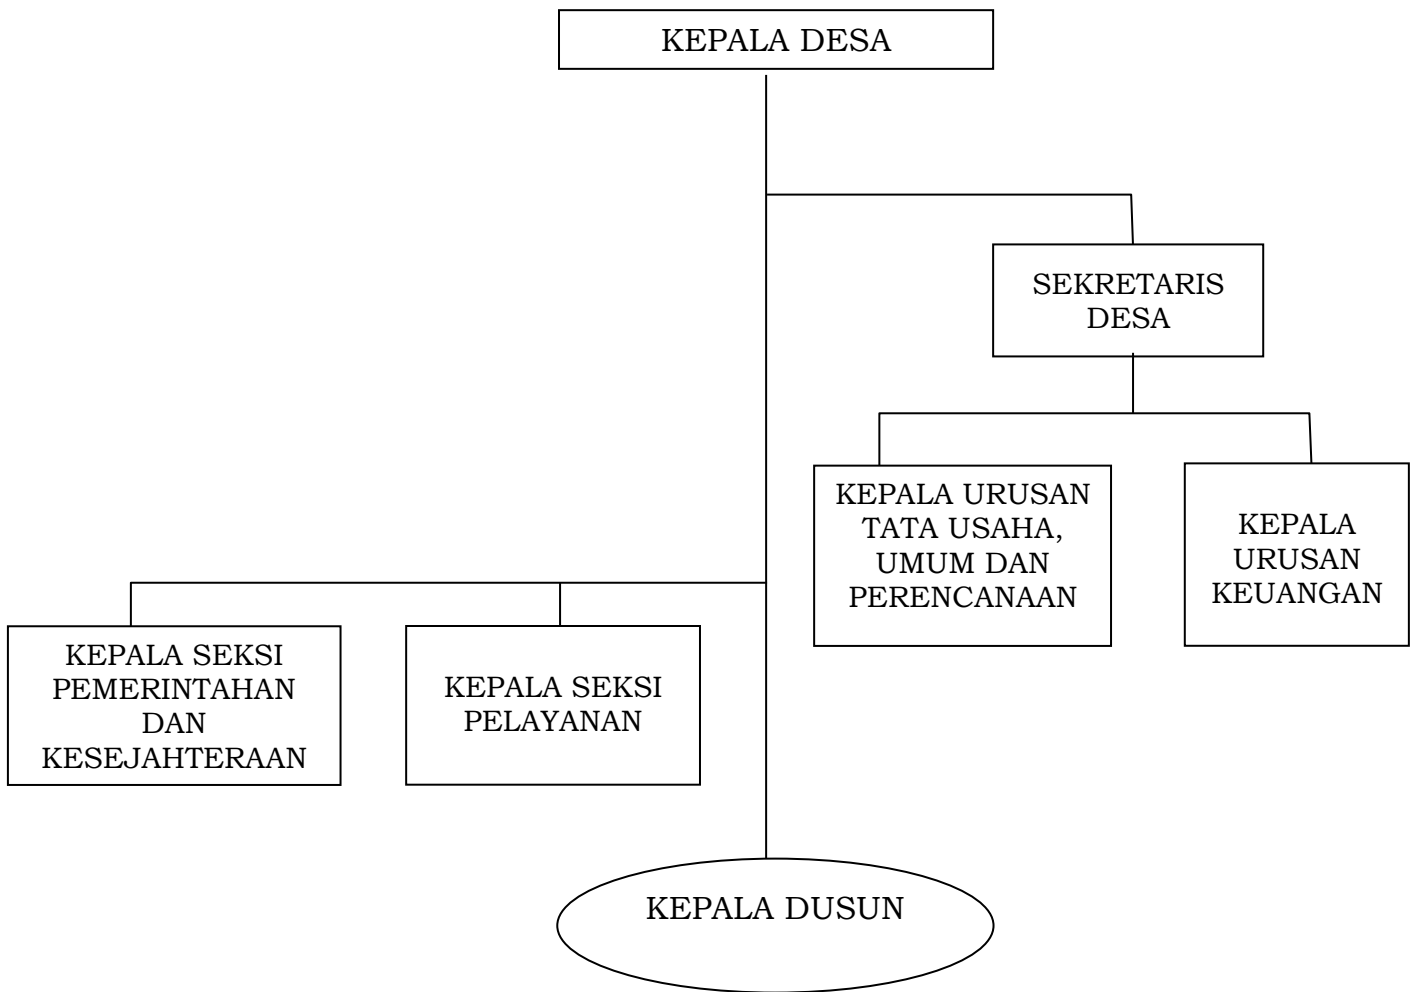 KEPALA DESA
SEKRETARIS
DESA
KEPALA URUSAN
TATA USAHA,
UMUM DAN
PERENCANAAN
KEPALA
URUSAN
KEUANGAN
KEPALA SEKSI
PEMERINTAHAN
DAN
KESEJAHTERAAN
KEPALA SEKSI
PELAYANAN
KEPALA DUSUN